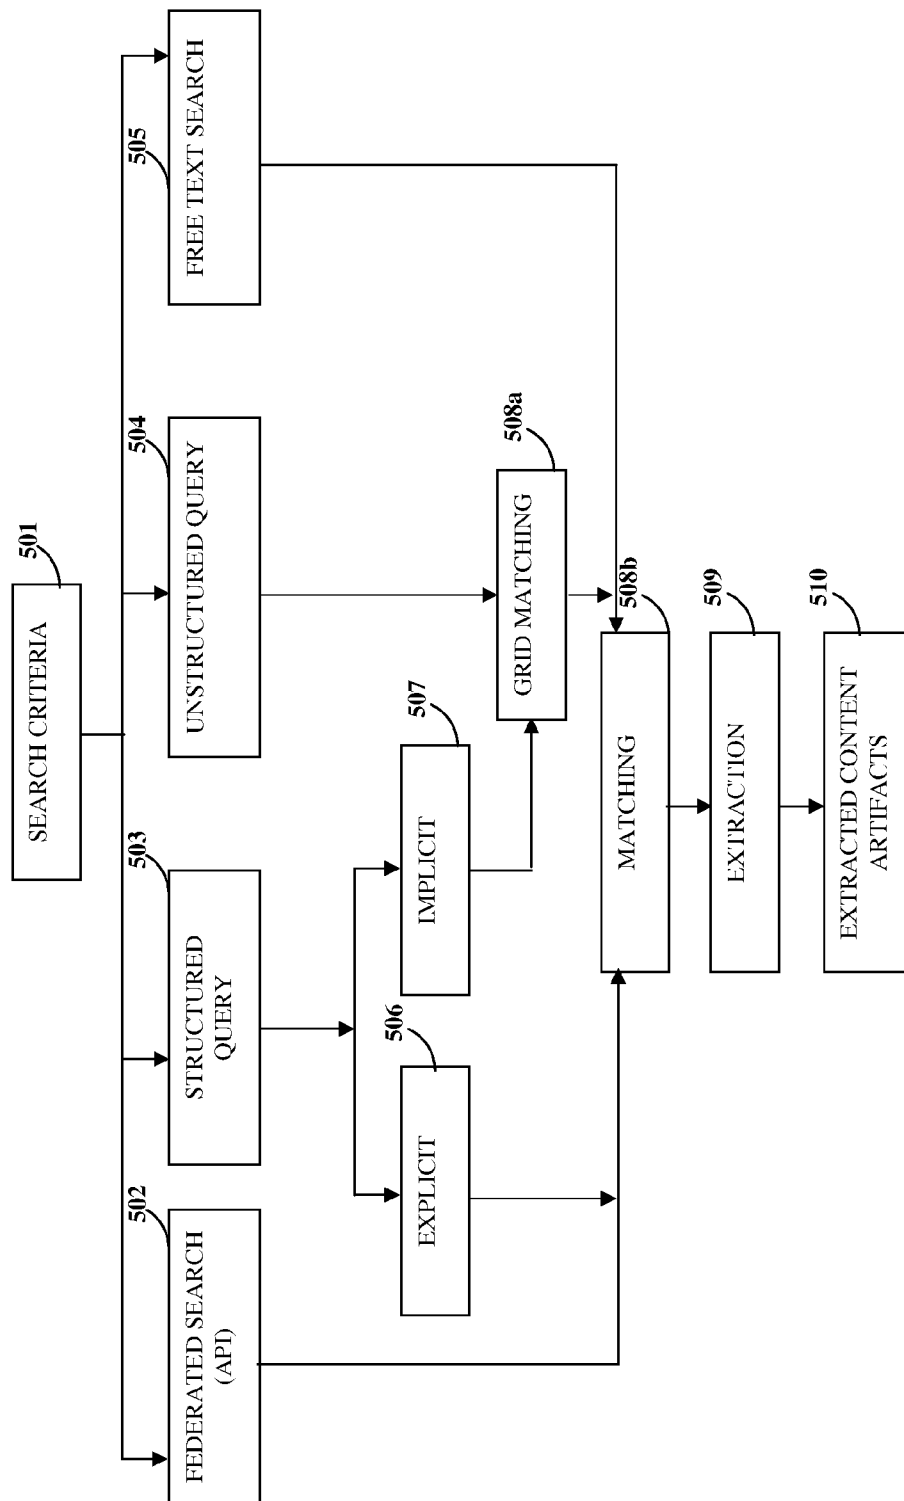 SEARCH CRITERIA
501
FEDERATED SEARCH
(API)
502
STRUCTURED
QUERY
503
UNSTRUCTURED QUERY
504
FREE TEXT SEARCH
505
EXPLICIT
506
IMPLICIT
507
GRID MATCHING
508a
MATCHING
508b
EXTRACTION
509
EXTRACTED CONTENT
ARTIFACTS
510